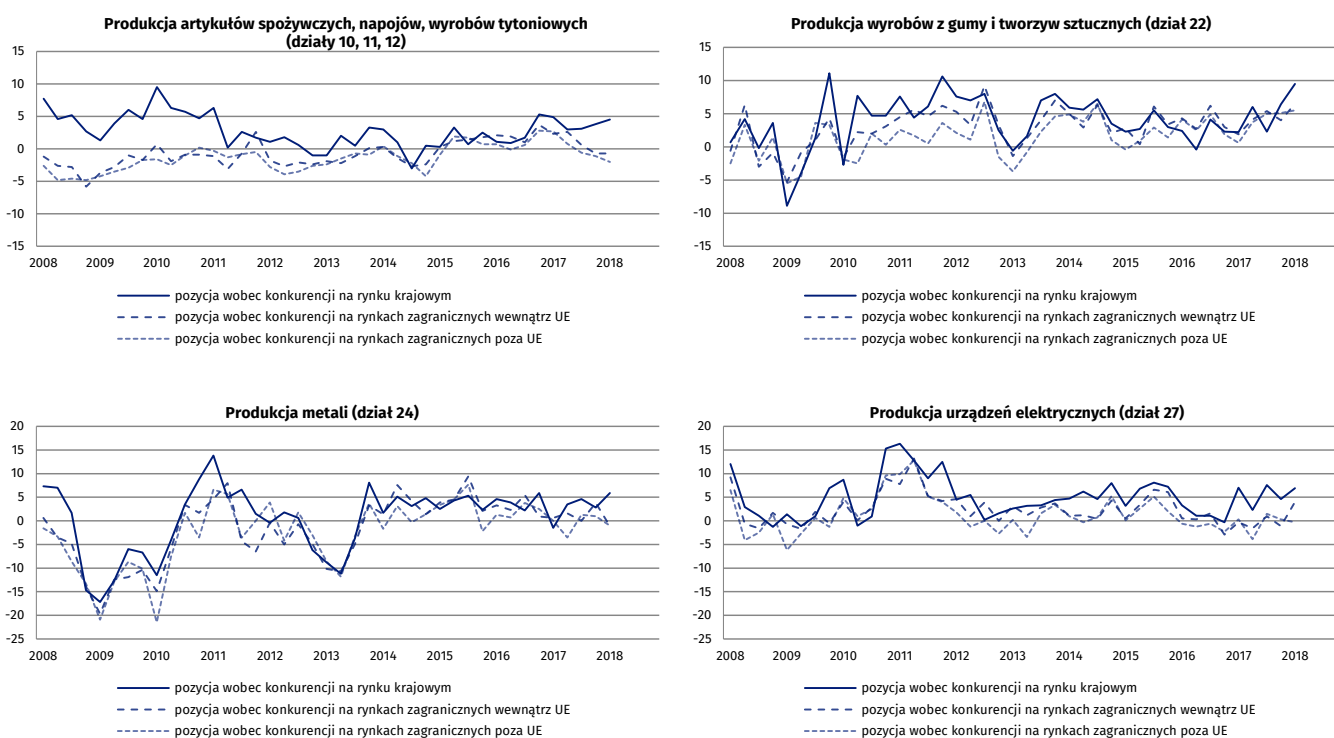 Produkcja artykułów spożywczych, napojów, wyrobów tytoniowych
(działy 10, 11, 12)
15
10
5
0
-5
-10
-15
2008 2009 2010 2011 2012 2013 2014 2015 2016 2017 2018
pozycja wobec konkurencji na rynku krajowym
pozycja wobec konkurencji na rynkach zagranicznych wewnątrz UE
pozycja wobec konkurencji na rynkach zagranicznych poza UE
Produkcja wyrobów z gumy i tworzyw sztucznych (dział 22)
15
10
5
0
-5
-10
-15
2008 2009 2010 2011 2012 2013 2014 2015 2016 2017 2018
pozycja wobec konkurencji na rynku krajowym
pozycja wobec konkurencji na rynkach zagranicznych wewnątrz UE
pozycja wobec konkurencji na rynkach zagranicznych poza UE
Produkcja metali (dział 24)
20
15
10
5
0
-5
-10
-15
-20
-25
2008 2009 2010 2011 2012 2013 2014 2015 2016 2017 2018
pozycja wobec konkurencji na rynku krajowym
pozycja wobec konkurencji na rynkach zagranicznych wewnątrz UE
pozycja wobec konkurencji na rynkach zagranicznych poza UE
Produkcja urządzeń elektrycznych (dział 27)
20
15
10
5
0
-5
-10
-15
-20
-25
2008 2009 2010 2011 2012 2013 2014 2015 2016 2017 2018
pozycja wobec konkurencji na rynku krajowym
pozycja wobec konkurencji na rynkach zagranicznych wewnątrz UE
pozycja wobec konkurencji na rynkach zagranicznych poza UE